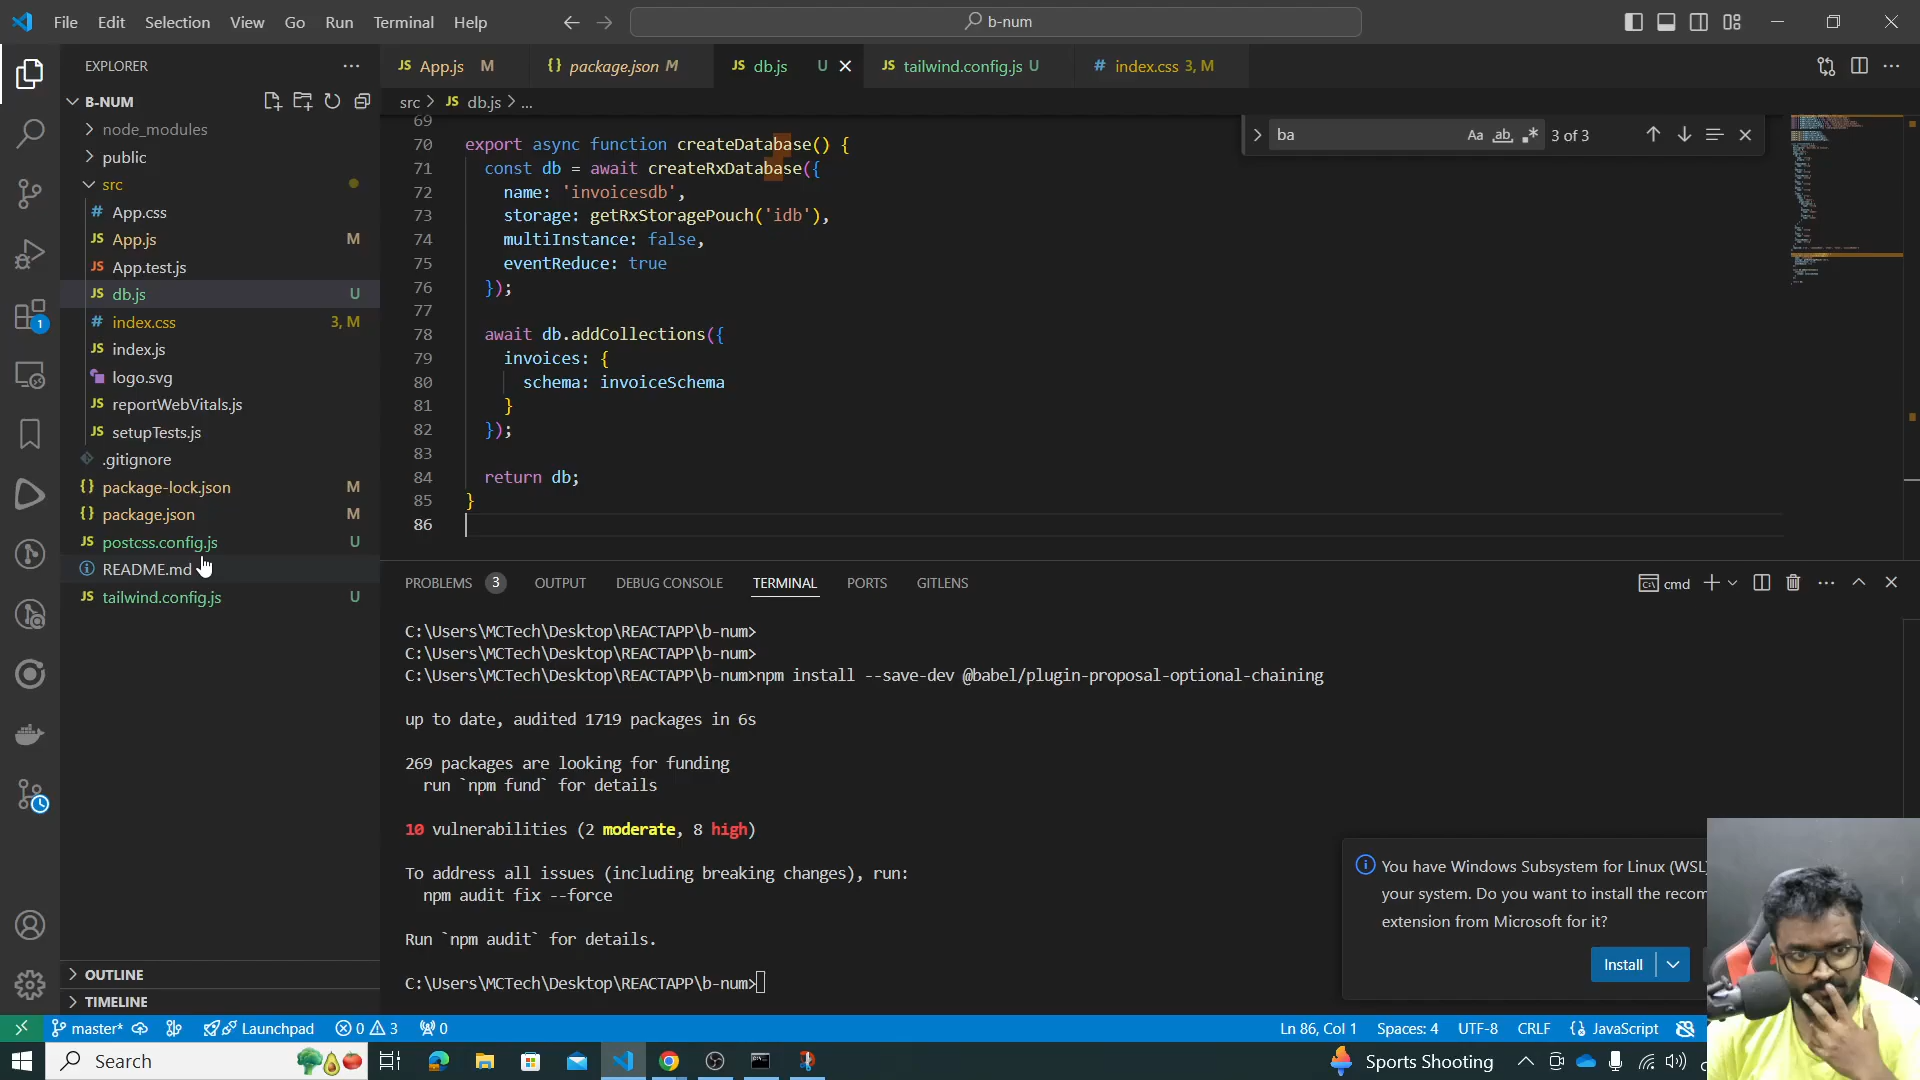 File Edit Selection View Go Run Terminal Help
b-num
EXPLORER
B-NUM
node_modules
public
src
# App.css
JS App.js M
JS App.test.js
JS db.js U
# index.css 3, M
JS index.js
logo.svg
JS reportWebVitals.js
JS setupTests.js
.gitignore
{} package-lock.json M
{} package.json M
JS postcss.config.js U
README.md
JS tailwind.config.js U
OUTLINE
TIMELINE
JS App.js M {} package.json M JS db.js U JS tailwind.config.js U # index.css 3, M
src > JS db.js > ...
ba Aa ab 3 of 3
69
70 export async function createDatabase() {
71 const db = await createRxDatabase({
72 name: 'invoicesdb',
73 storage: getRxStoragePouch('idb'),
74 multiInstance: false,
75 eventReduce: true
76 });
77
78 await db.addCollections({
79 invoices: {
80 schema: invoiceSchema
81 }
82 });
83
84 return db;
85 }
86
PROBLEMS 3 OUTPUT DEBUG CONSOLE TERMINAL PORTS GITLENS
cmd
C:\Users\MCTech\Desktop\REACTAPP\b-num>
C:\Users\MCTech\Desktop\REACTAPP\b-num>
C:\Users\MCTech\Desktop\REACTAPP\b-num>npm install --save-dev @babel/plugin-proposal-optional-chaining
up to date, audited 1719 packages in 6s
269 packages are looking for funding
run `npm fund` for details
10 vulnerabilities (2 moderate, 8 high)
To address all issues (including breaking changes), run:
npm audit fix --force
Run `npm audit` for details.
C:\Users\MCTech\Desktop\REACTAPP\b-num>
You have Windows Subsystem for Linux (WSL)
your system. Do you want to install the recom
extension from Microsoft for it?
Install
1
master* Launchpad 0 3 0
Ln 86, Col 1 Spaces: 4 UTF-8 CRLF {} JavaScript
Search
Sports Shooting